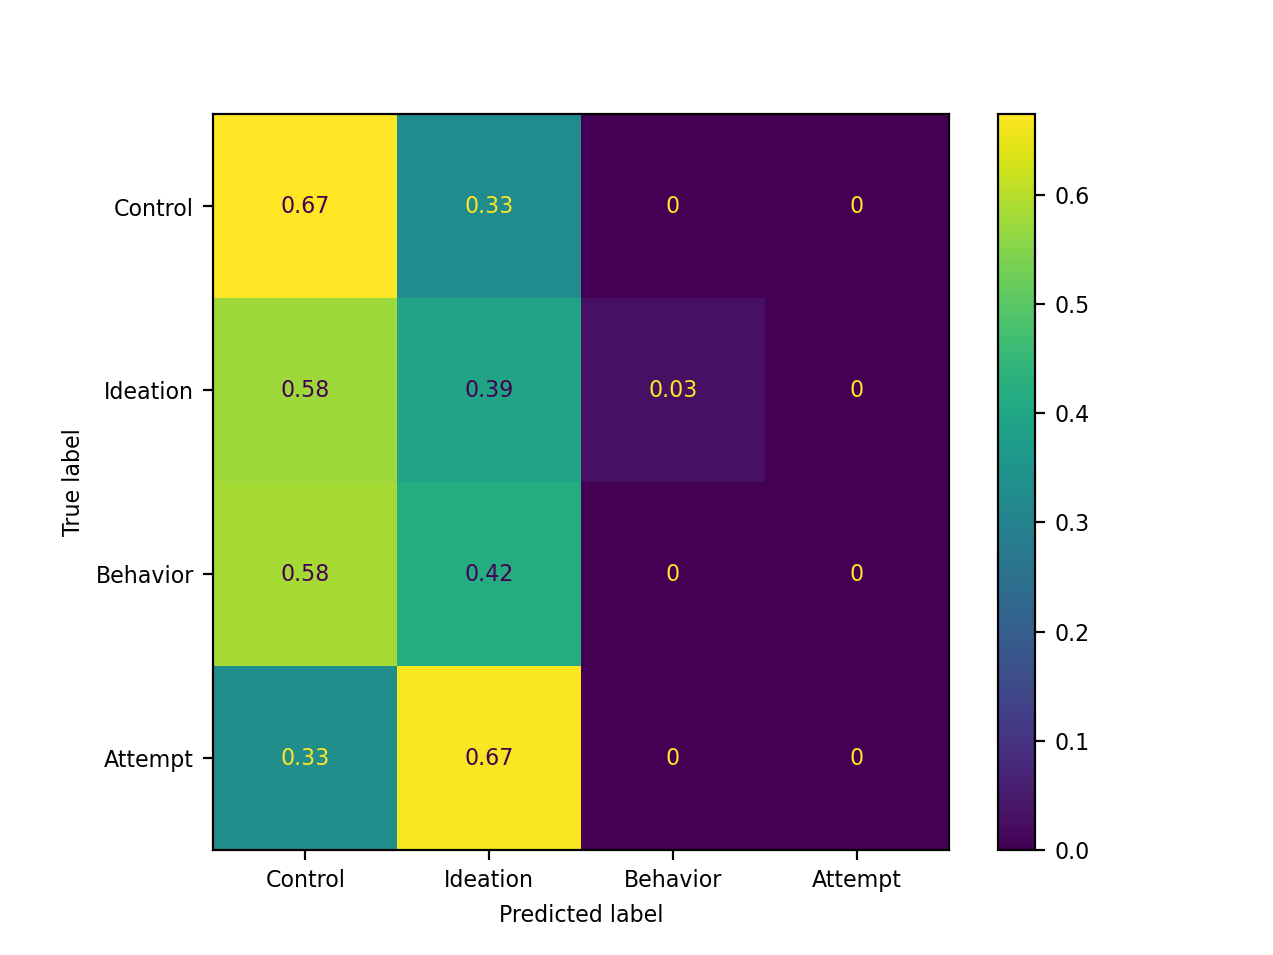 Control 0.67 0.33 0 0
Ideation 0.58 0.39 0.03 0
Behavior 0.58 0.42 0 0
Attempt 0.33 0.67 0 0
Control Ideation Behavior Attempt
Predicted label
True label
0.6
0.5
0.4
0.3
0.2
0.1
0.0